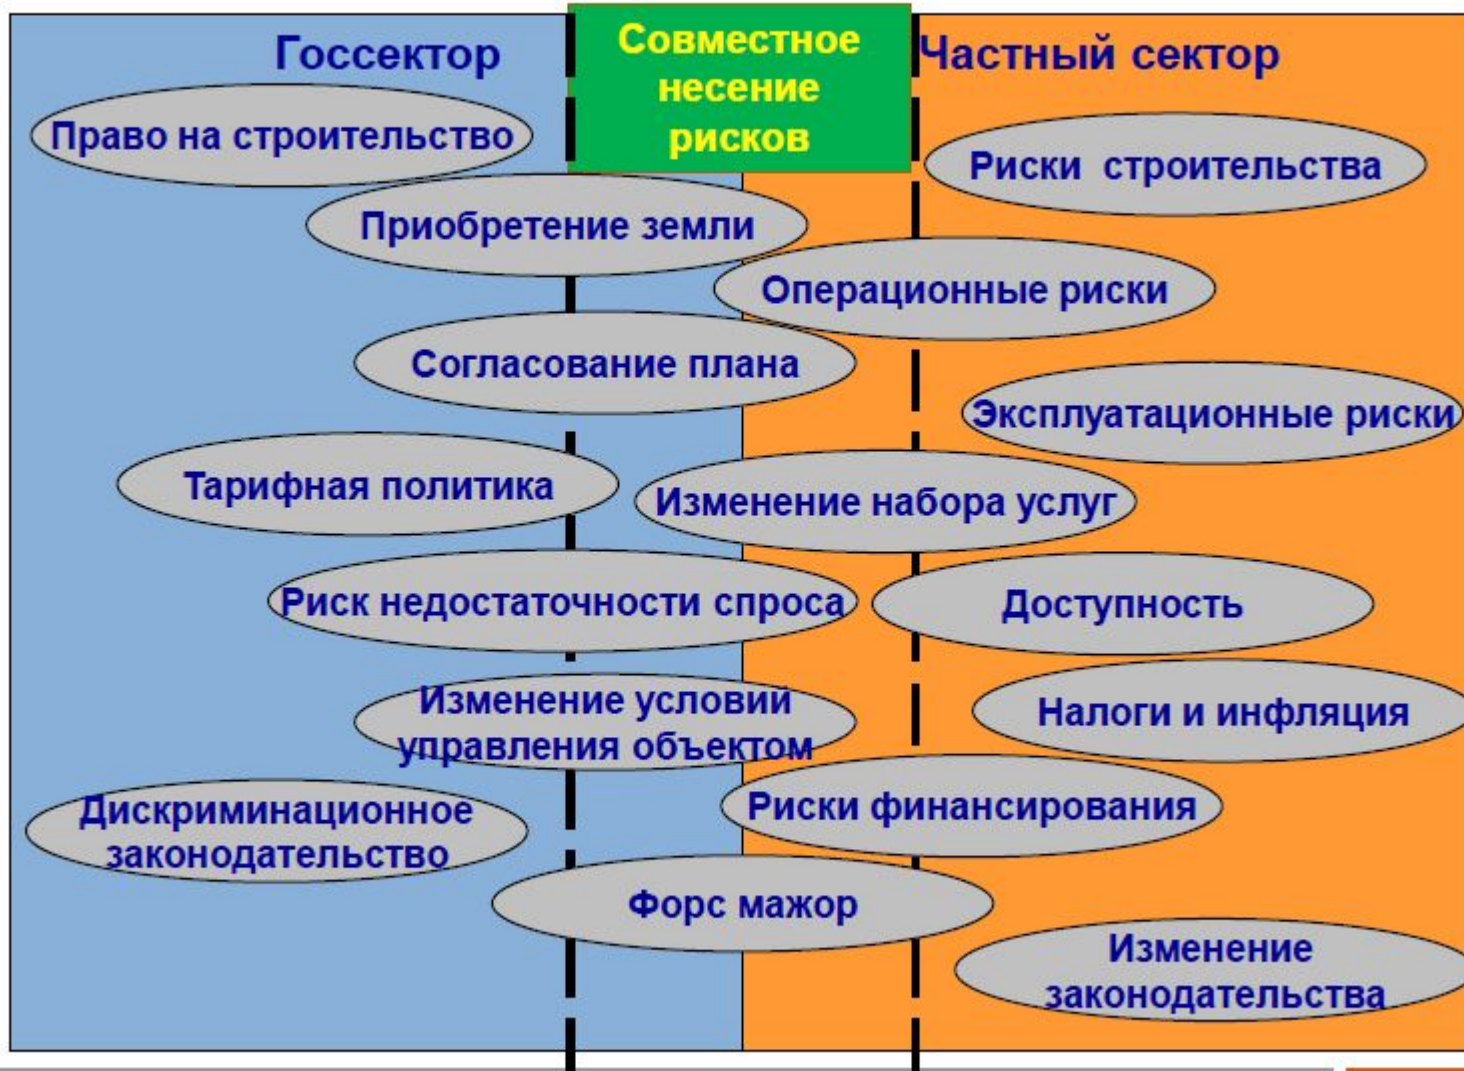 Госсектор
Совместное
несение
рисков
Частный сектор
Право на строительство
Риски строительства
Приобретение земли
Операционные риски
Согласование плана
Эксплуатационные риски
Тарифная политика
Изменение набора услуг
Риск недостаточности спроса
Доступность
Изменение условий
управления объектом
Налоги и инфляция
Дискриминационное
законодательство
Риски финансирования
Форс мажор
Изменение
законодательства